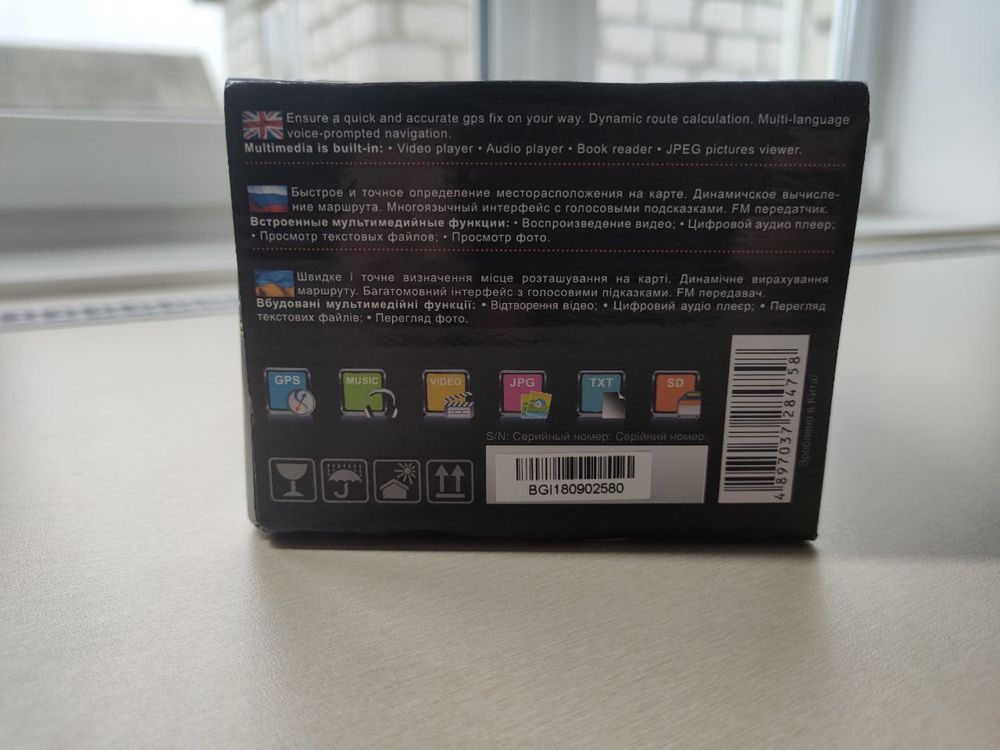 Ensure a quick and accurate gps fix on your way. Dynamic route calculation. Multi-language
voice-prompted navigation.
Multimedia is built-in: • Video player • Audio player • Book reader • JPEG pictures viewer.
Быстрое и точное определение месторасположения на карте. Динамичское вычисле-
ние маршрута. Многоязычный интерфейс с голосовыми подсказками. FM передатчик.
Встроенные мультимедийные функции: • Воспроизведение видео; • Цифровой аудио плеер;
• Просмотр текстовых файлов; • Просмотр фото.
Швидке і точне визначення місце розташування на карті. Динамічне вирахування
маршруту. Багатомовний інтерфейс з голосовими підказками. FM передавач.
Вбудовані мультимедійні функції: • Відтворення відео; • Цифровий аудіо плеєр; • Перегляд
текстових файлів; • Перегляд фото.
GPS
MUSIC
VIDEO
JPG
TXT
SD
S/N: Серийный номер: Серійний номер:
BGI180902580
4897037284758
Зроблено в Китаї